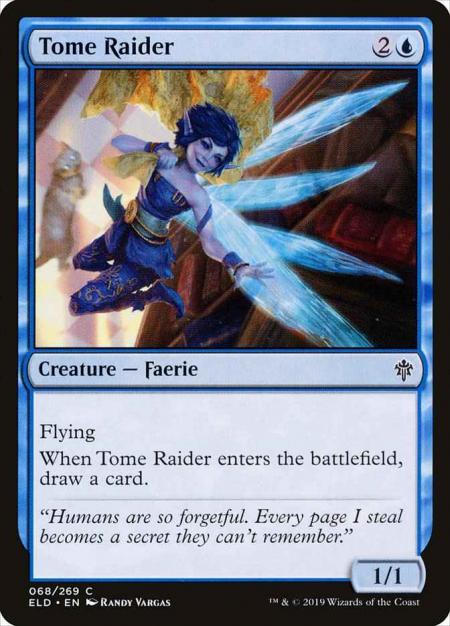 Tome Raider 2
Creature — Faerie
Flying
When Tome Raider enters the battlefield,
draw a card.
“Humans are so forgetful. Every page I steal
becomes a secret they can’t remember.”
1/1
068/269 C
ELD • EN Randy Vargas
™ & © 2019 Wizards of the Coast